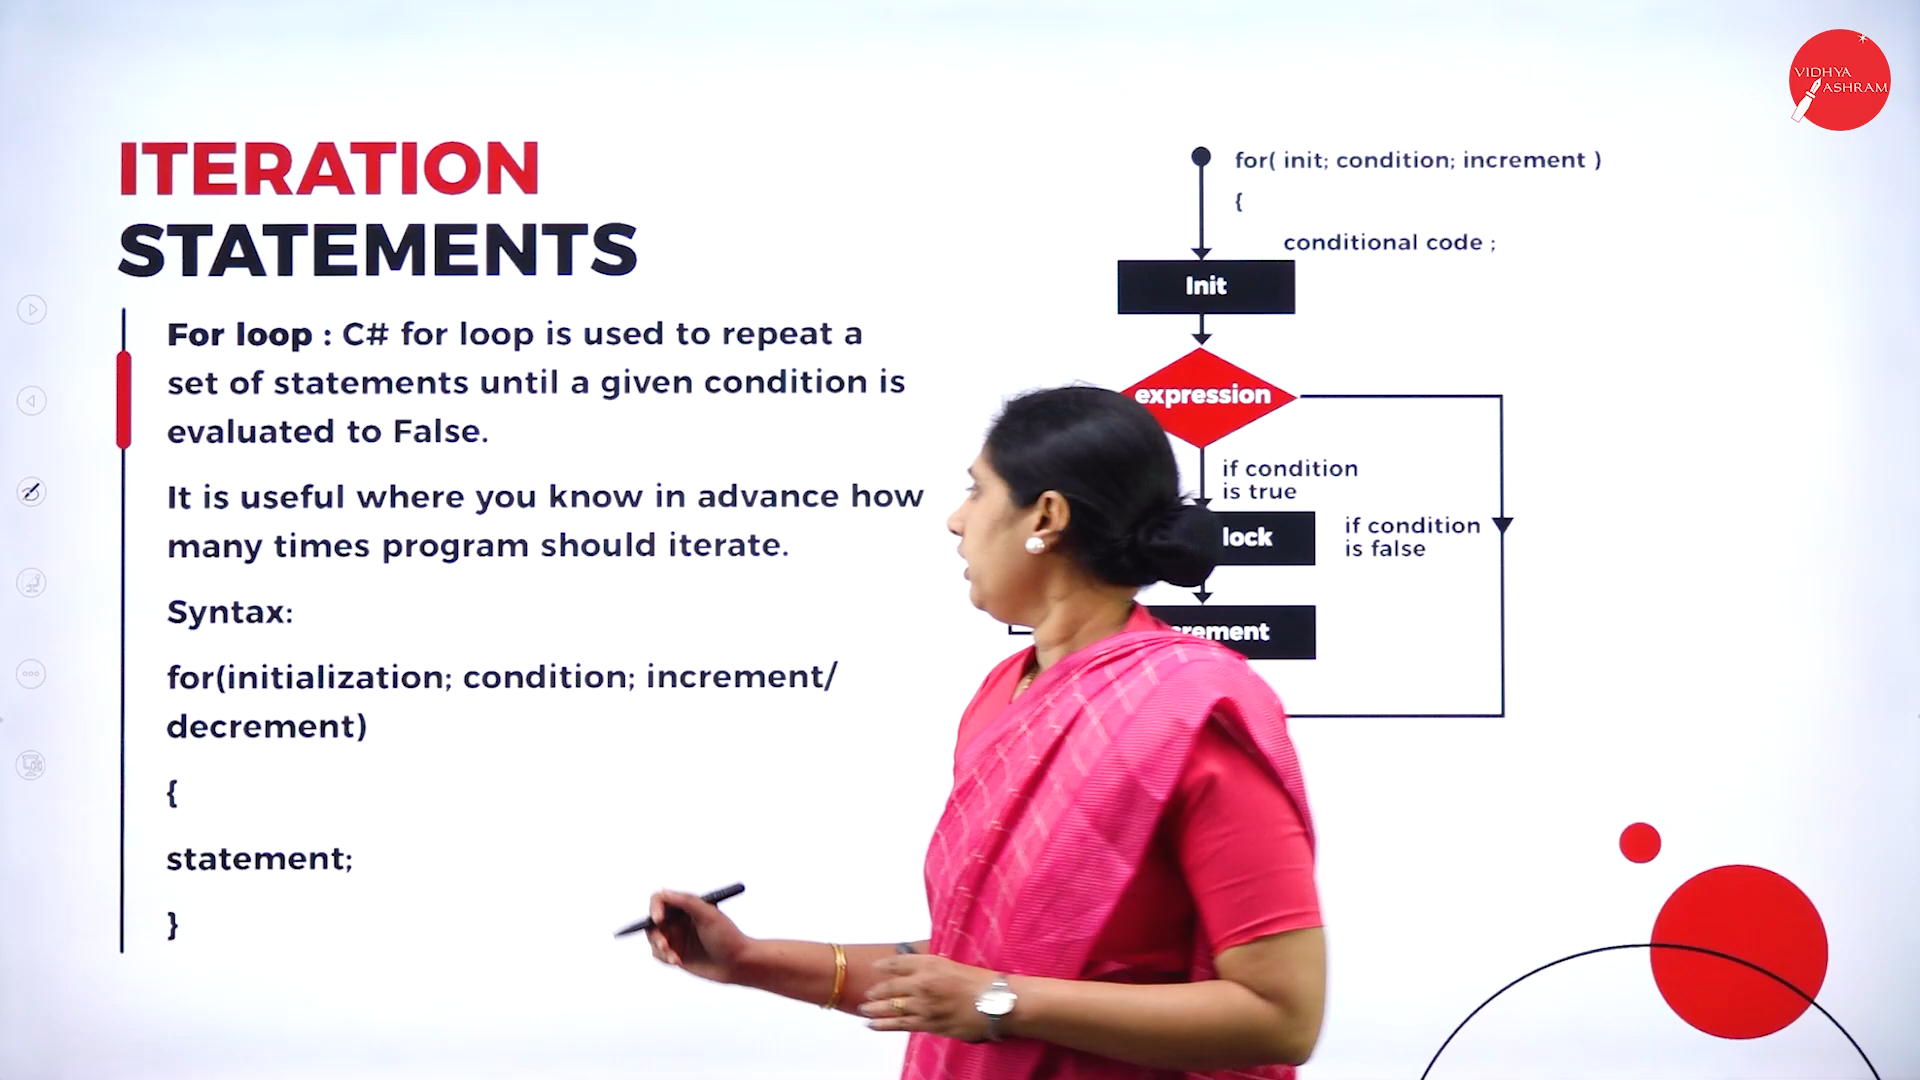 VIDHYA
ASHRAM
ITERATION
STATEMENTS
For loop : C# for loop is used to repeat a
set of statements until a given condition is
evaluated to False.
It is useful where you know in advance how
many times program should iterate.
Syntax:
for(initialization; condition; increment/
decrement)
{
statement;
}
for( init; condition; increment )
{
conditional code ;
Init
expression
if condition
is true
lock
if condition
is false
crement